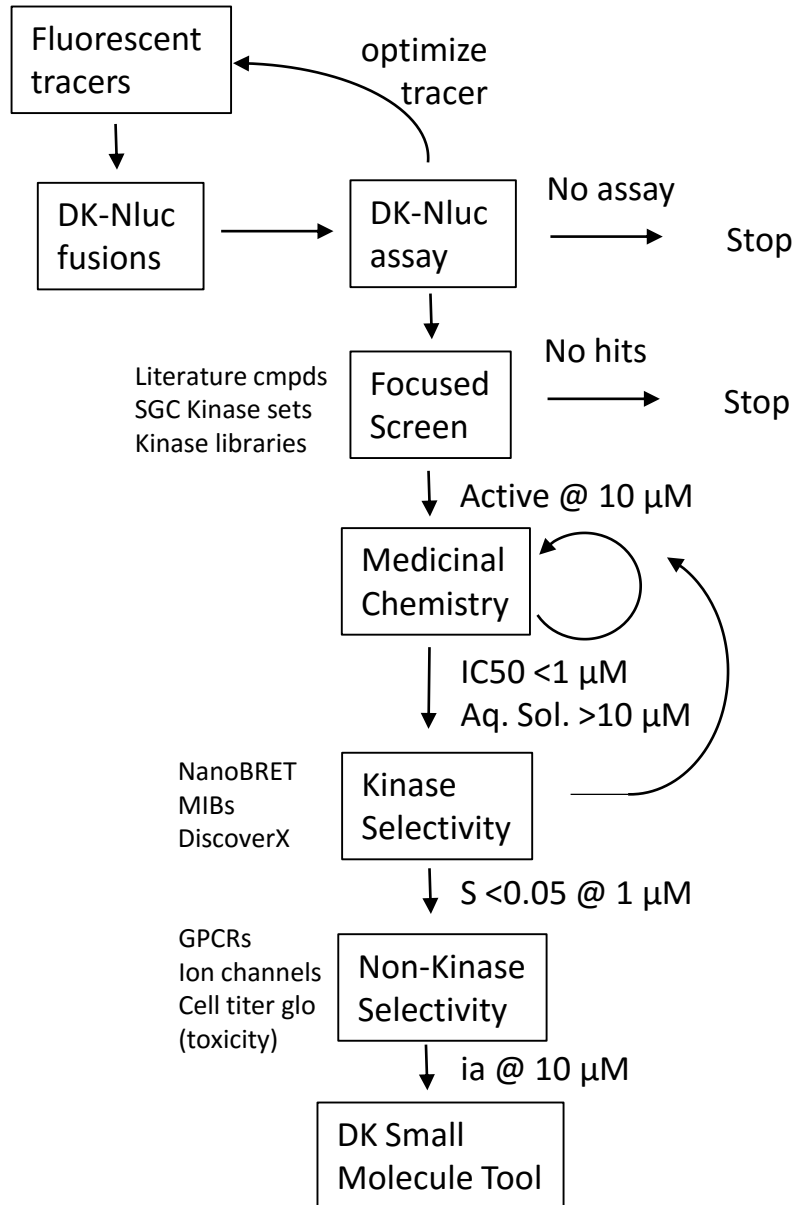 Fluorescent
tracers
optimize
tracer
DK-Nluc
fusions
DK-Nluc
assay
No assay
Stop
Literature cmpds
SGC Kinase sets
Kinase libraries
Focused
Screen
No hits
Stop
Active @ 10 µM
Medicinal
Chemistry
IC50 <1 µM
Aq. Sol. >10 µM
NanoBRET
MIBs
DiscoverX
Kinase
Selectivity
S <0.05 @ 1 µM
GPCRs
Ion channels
Cell titer glo
(toxicity)
Non-Kinase
Selectivity
ia @ 10 µM
DK Small
Molecule Tool